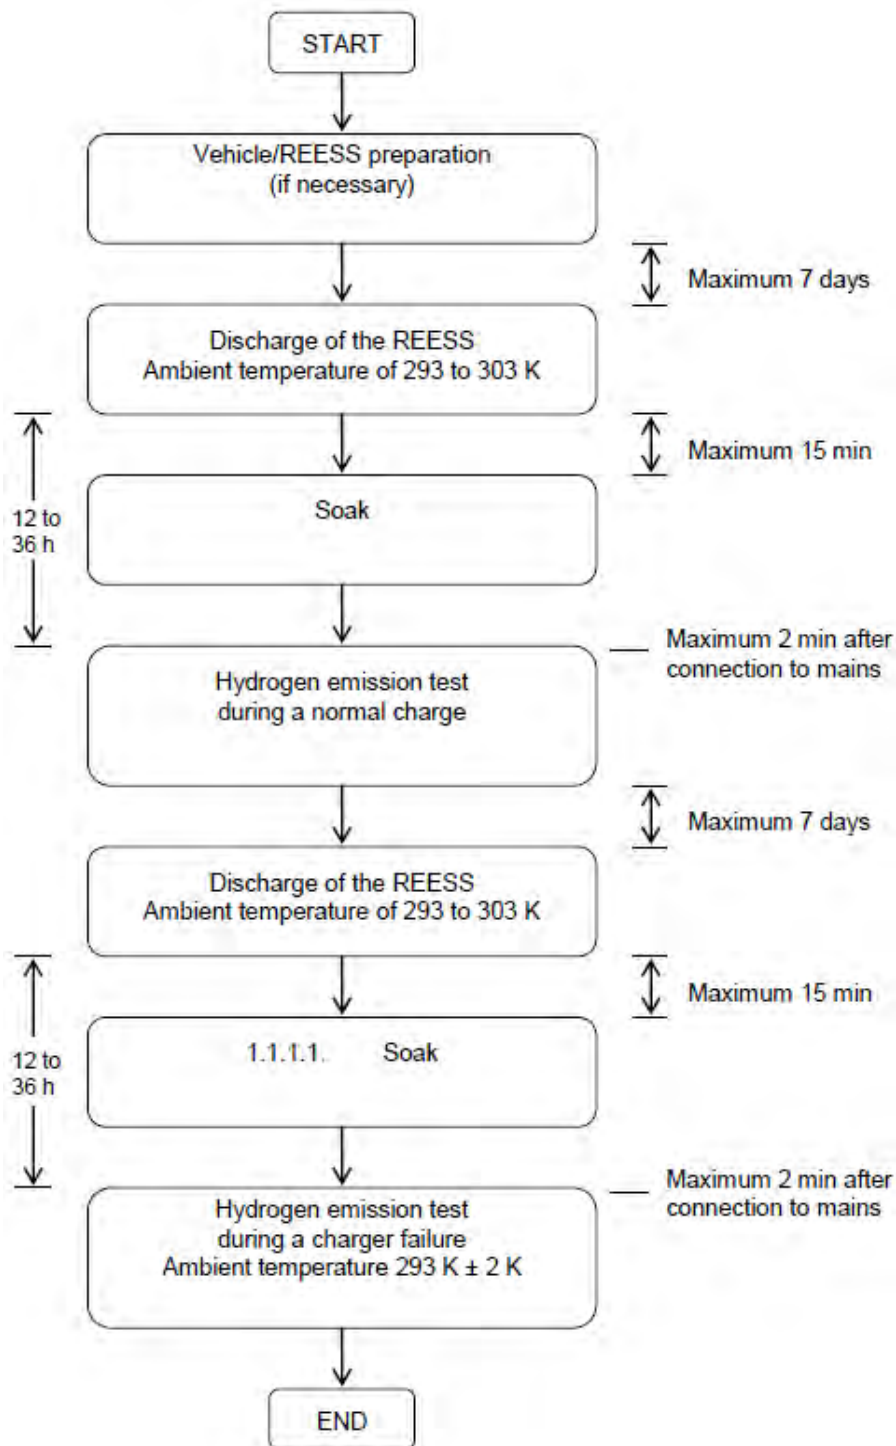 START
Vehicle/REESS preparation
(if necessary)
Maximum 7 days
Discharge of the REESS
Ambient temperature of 293 to 303 K
Maximum 15 min
12 to
36 h
Soak
Maximum 2 min after
connection to mains
Hydrogen emission test
during a normal charge
Maximum 7 days
Discharge of the REESS
Ambient temperature of 293 to 303 K
Maximum 15 min
12 to
36 h
1.1.1.1. Soak
Maximum 2 min after
connection to mains
Hydrogen emission test
during a charger failure
Ambient temperature 293 K ± 2 K
END